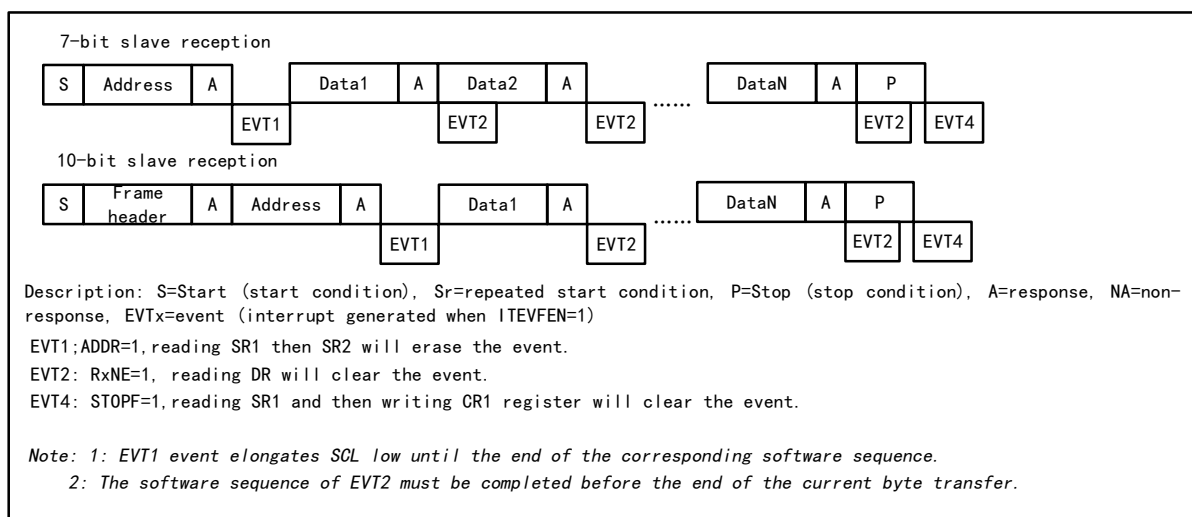 7-bit slave reception
S Address A Data1 A Data2 A ...... DataN A P
EVT1 EVT2 EVT2 EVT2 EVT4
10-bit slave reception
S Frame header A Address A Data1 A ...... DataN A P
EVT1 EVT2 EVT2 EVT4
Description: S=Start (start condition), Sr=repeated start condition, P=Stop (stop condition), A=response, NA=non-
response, EVTx=event (interrupt generated when ITEVFEN=1)
EVT1;ADDR=1,reading SR1 then SR2 will erase the event.
EVT2: RxNE=1, reading DR will clear the event.
EVT4: STOPF=1,reading SR1 and then writing CR1 register will clear the event.
Note: 1: EVT1 event elongates SCL low until the end of the corresponding software sequence.
2: The software sequence of EVT2 must be completed before the end of the current byte transfer.